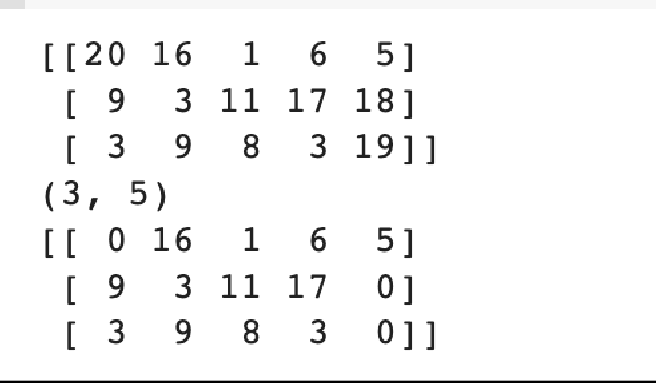 [[20 16  1  6  5]
 [ 9  3 11 17 18]
 [ 3  9  8  3 19]]
(3, 5)
[[ 0 16  1  6  5]
 [ 9  3 11 17  0]
 [ 3  9  8  3  0]]